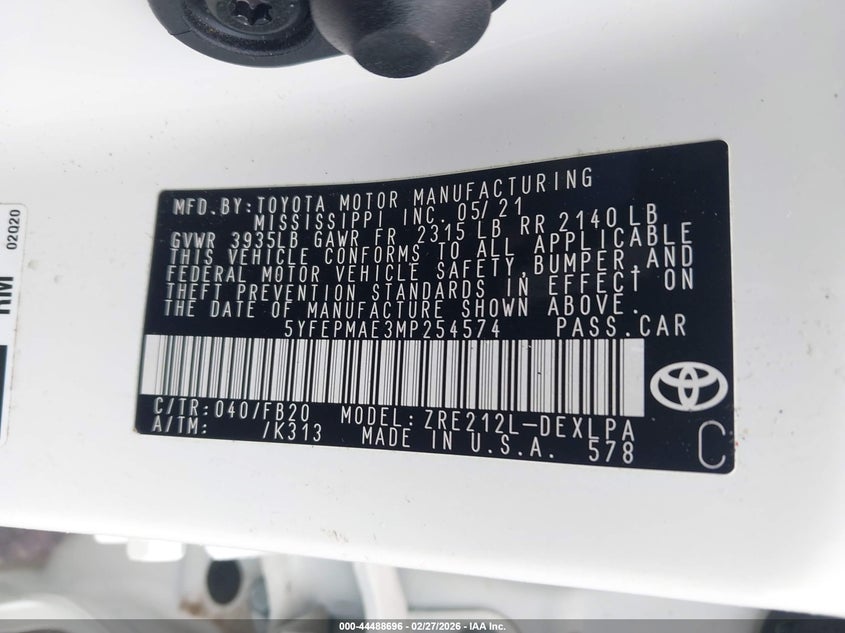 MFD. BY: TOYOTA MOTOR MANUFACTURING
MISSISSIPPI INC. 05/21
GVWR 3935LB GAWR FR 2315 LB RR 2140 LB
THIS VEHICLE CONFORMS TO ALL APPLICABLE
FEDERAL MOTOR VEHICLE SAFETY, BUMPER, AND
THEFT PREVENTION STANDARDS IN EFFECT ON
THE DATE OF MANUFACTURE SHOWN ABOVE.
5YFEPMAE3MP254574 PASS.CAR
C/TR: 040/FB20 MODEL: ZRE212L-DEXLPA
A/TM: /K313 MADE IN U.S.A. 578
C
02020
RM
000-44488696 | 02/27/2026 - IAA Inc.